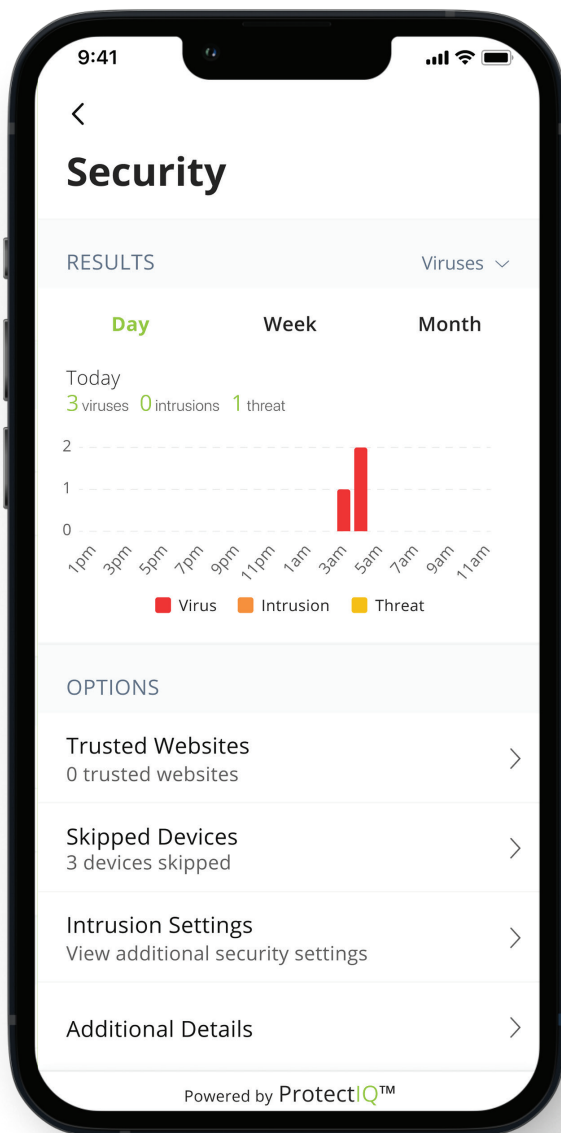 9:41
Security
RESULTS Viruses
Day Week Month
Today
3 viruses 0 intrusions 1 threat
2
1
0
1pm 3pm 5pm 7pm 9pm 11pm 1am 3am 5am 7am 9am 11am
Virus Intrusion Threat
OPTIONS
Trusted Websites
0 trusted websites
Skipped Devices
3 devices skipped
Intrusion Settings
View additional security settings
Additional Details
Powered by ProtectIQ™